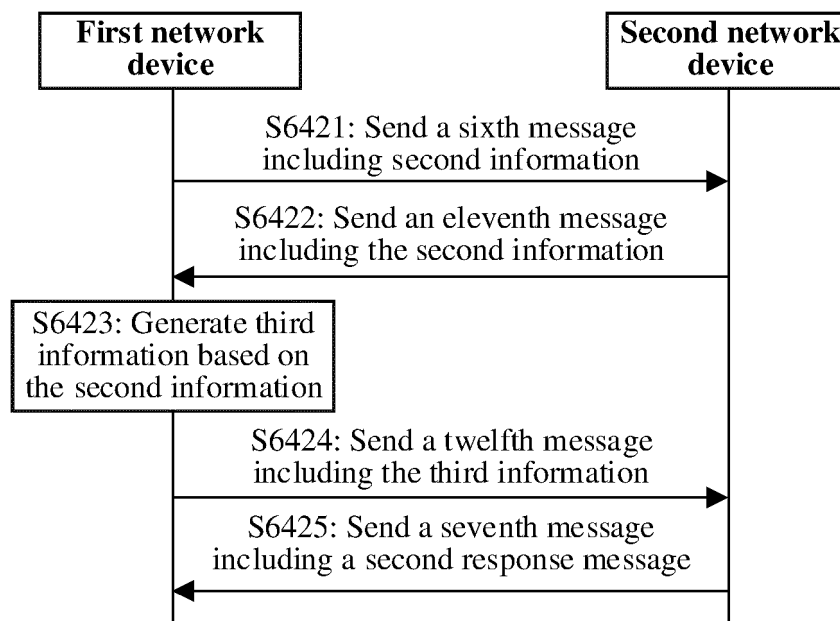 First network
device
Second network
device
S6421: Send a sixth message
including second information
S6422: Send an eleventh message
including the second information
S6423: Generate third
information based on
the second information
S6424: Send a twelfth message
including the third information
S6425: Send a seventh message
including a second response message